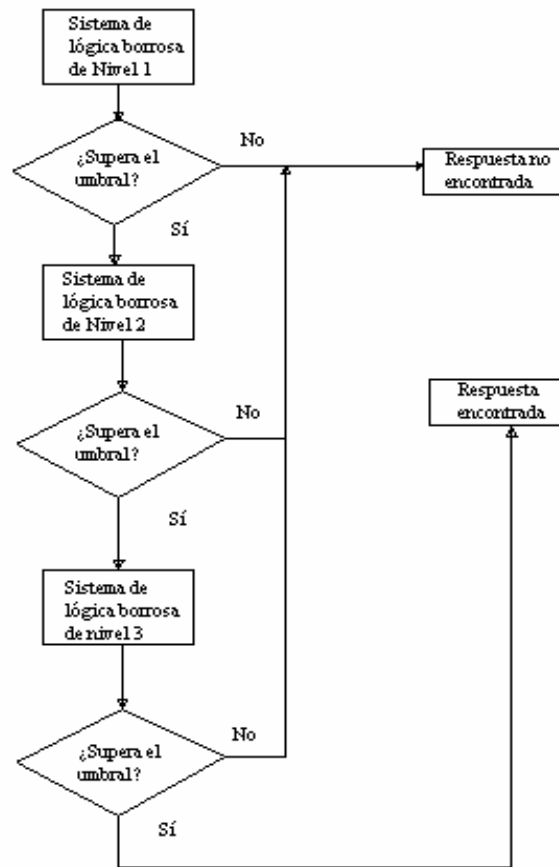 Sistema de
lógica borrosa
de Nivel 1
¿Supera el
umbral?
No
Respuesta no
encontrada
Sí
Sistema de
lógica borrosa
de Nivel 2
¿Supera el
umbral?
No
Respuesta
encontrada
Sí
Sistema de
lógica borrosa
de nivel 3
¿Supera el
umbral?
No
Sí